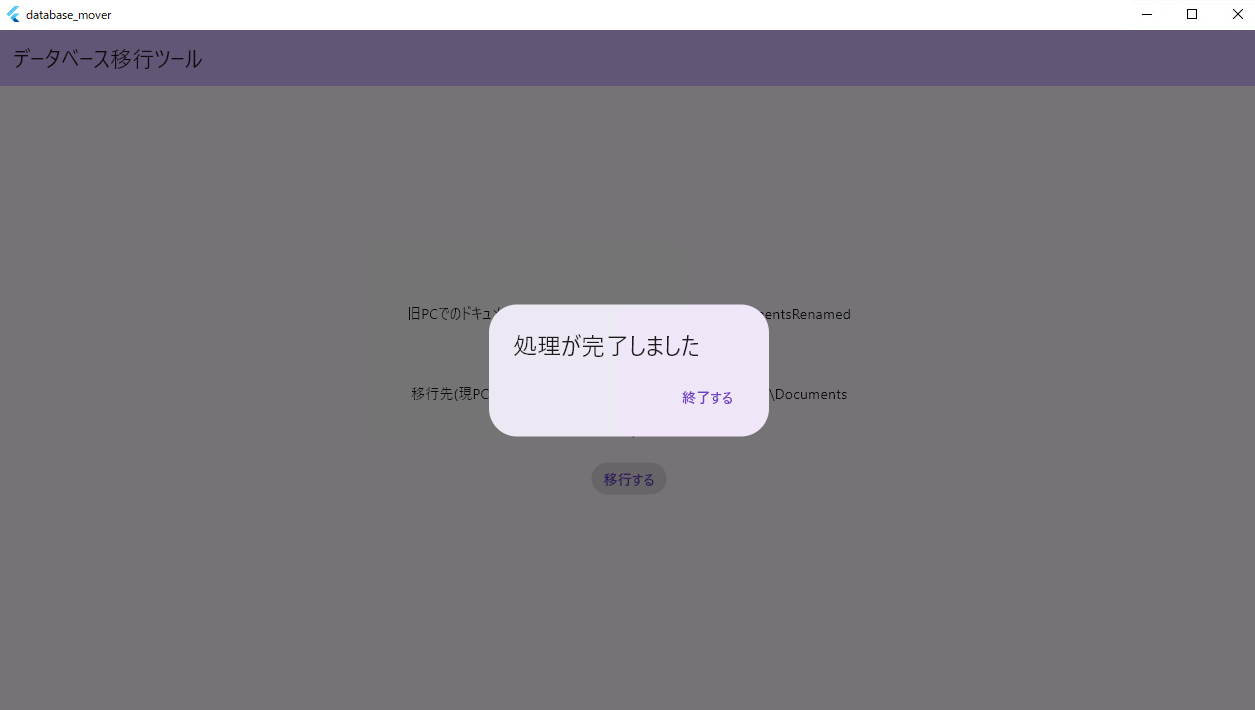 database_mover
データベース移行ツール
旧PCでのドキュ entsRenamed
処理が完了しました
移行先(現PC \Documents
終了する
移行する